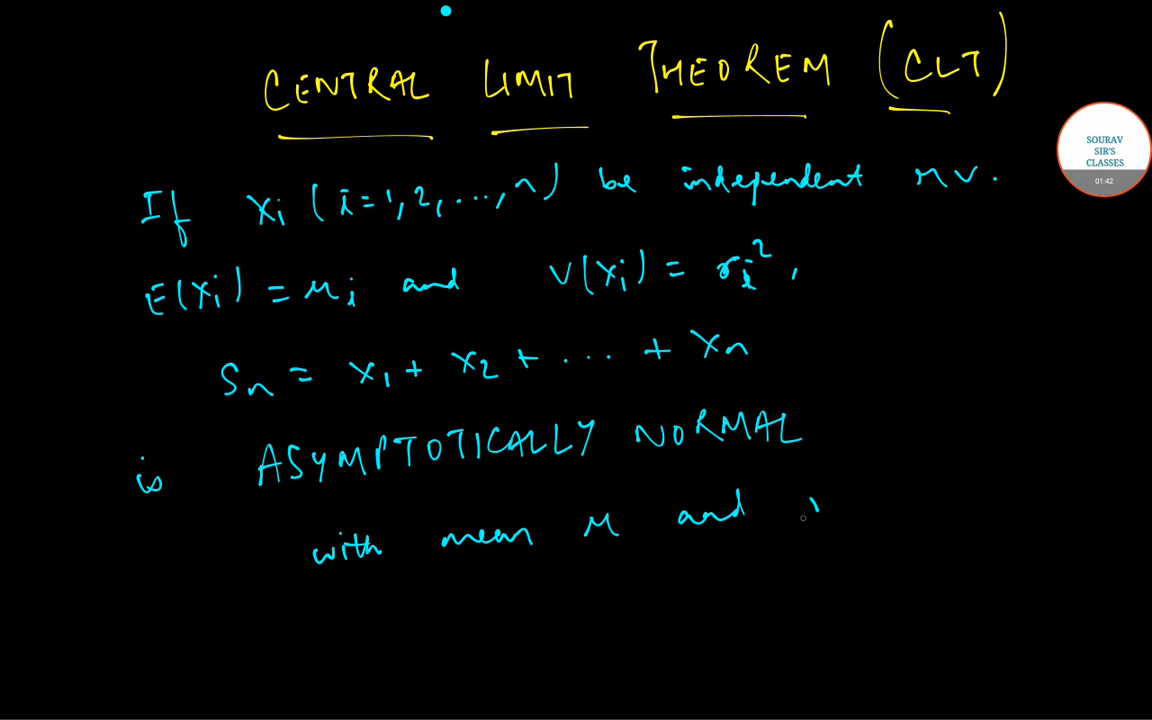 CENTRAL LIMIT THEOREM (CLT)
SOURAV
SIR'S
CLASSES
01:42
If Xi (i=1,2,...,n) be independent rv.
E(Xi) = μi and V(Xi) = σi²,
Sn = X1 + X2 + ... + Xn
is ASYMPTOTICALLY NORMAL
with mean μ and